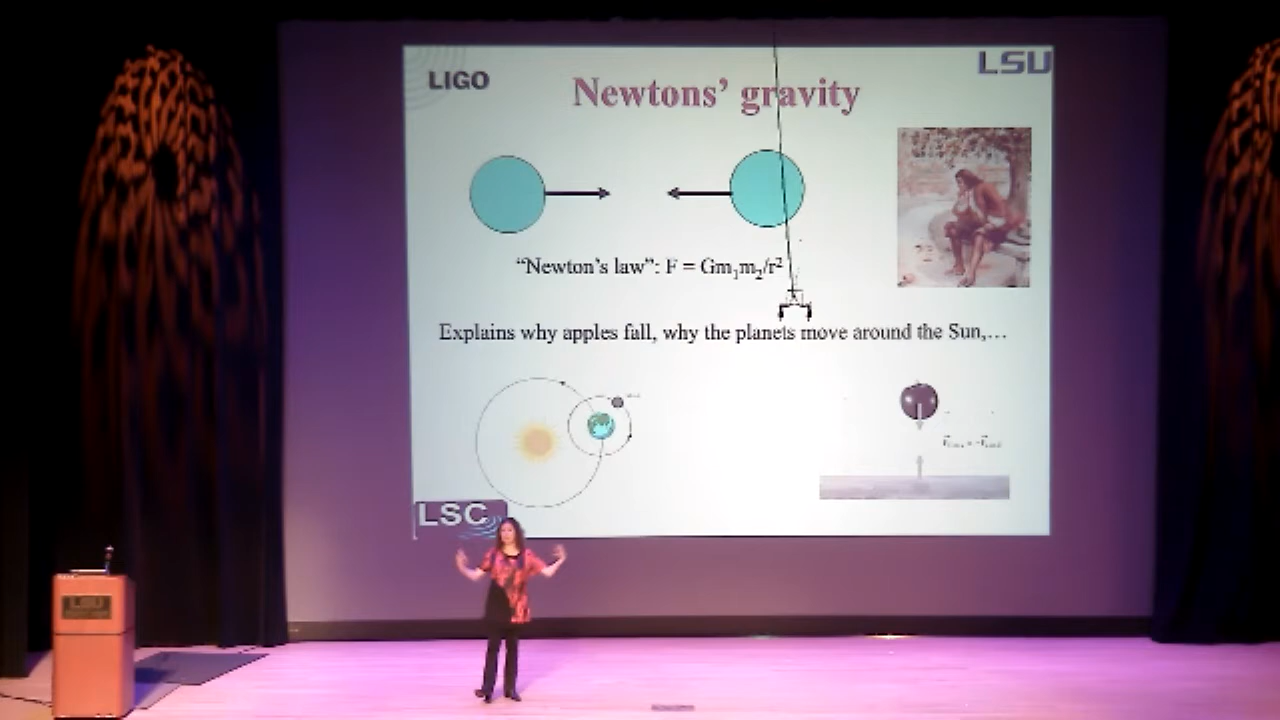 LIGO
LSU
Newtons’ gravity
“Newton’s law”: F = Gm₁m₂/r²
Explains why apples fall, why the planets move around the Sun,…
LSC
LSU